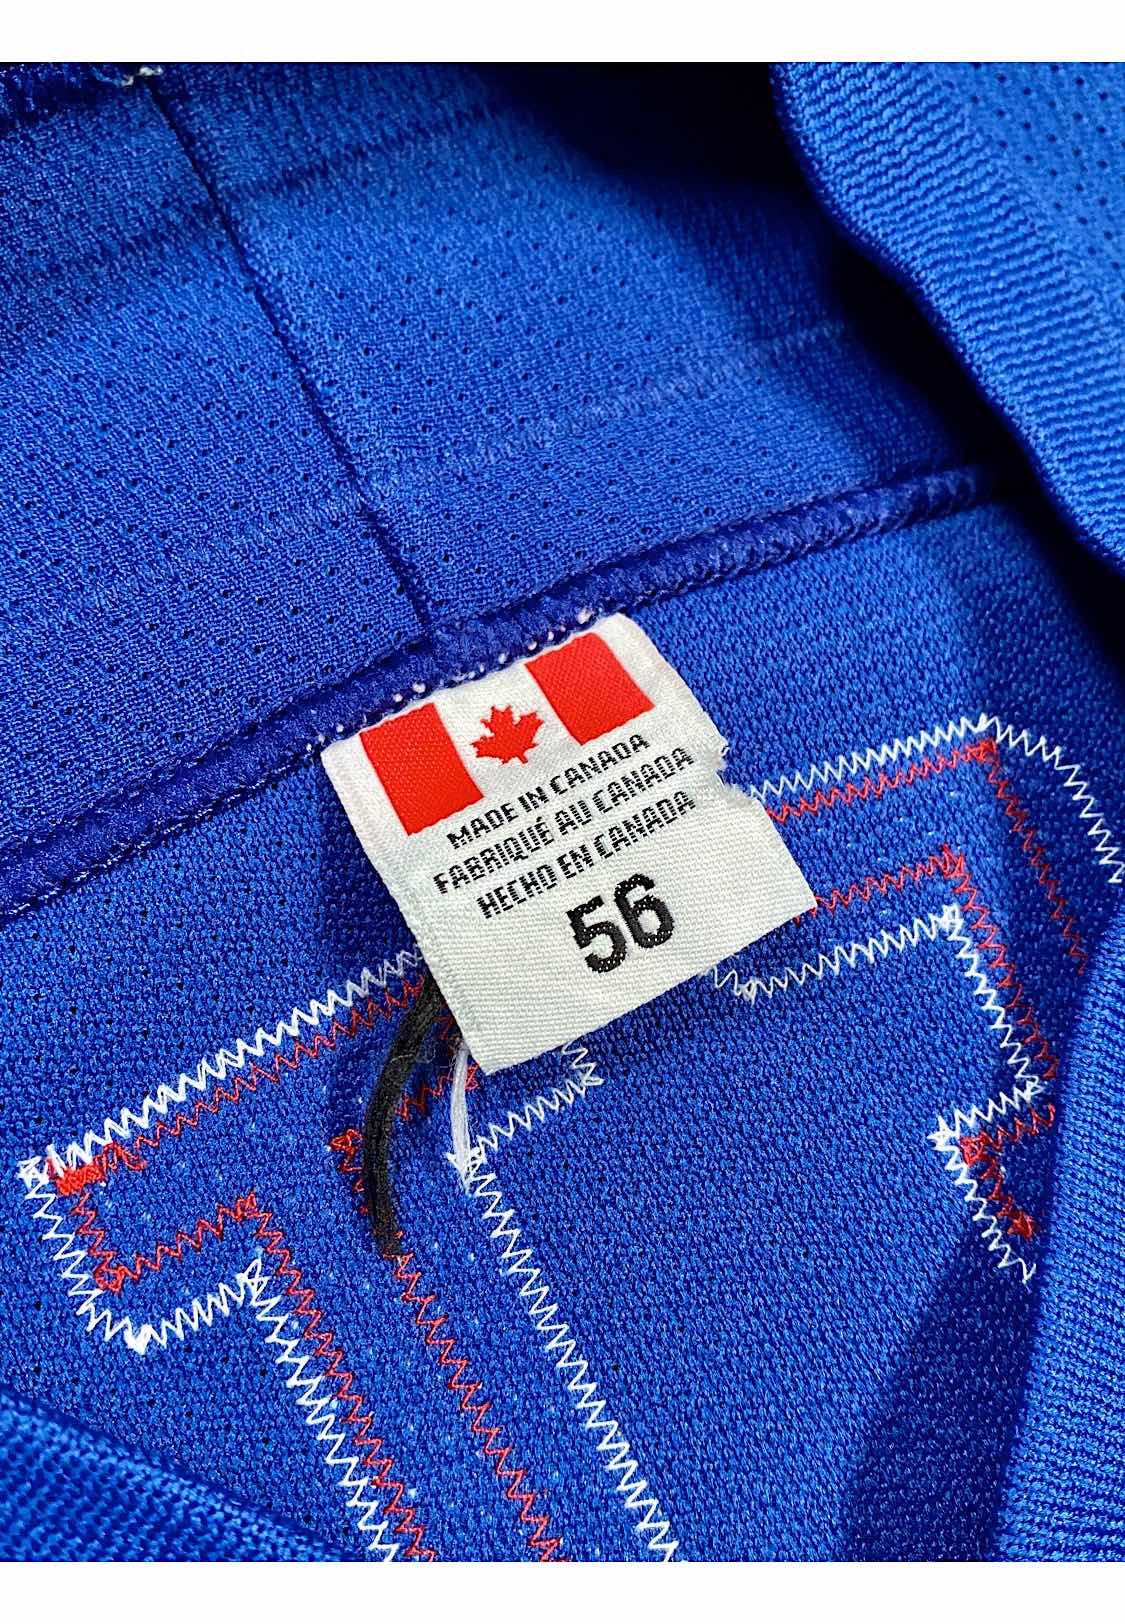 MADE IN CANADA
FABRIQUÉ AU CANADA
HECHO EN CANADA
56